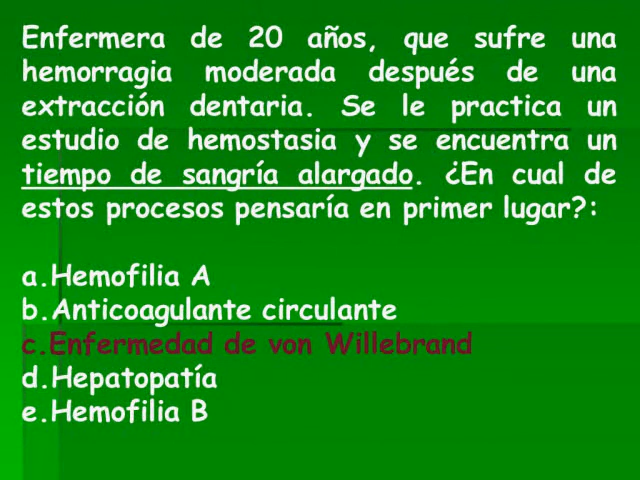 Enfermera de 20 años, que sufre una
hemorragia moderada después de una
extracción dentaria. Se le practica un
estudio de hemostasia y se encuentra un
tiempo de sangría alargado. ¿En cual de
estos procesos pensaría en primer lugar?:
a.Hemofilia A
b.Anticoagulante circulante
c.Enfermedad de von Willebrand
d.Hepatopatía
e.Hemofilia B